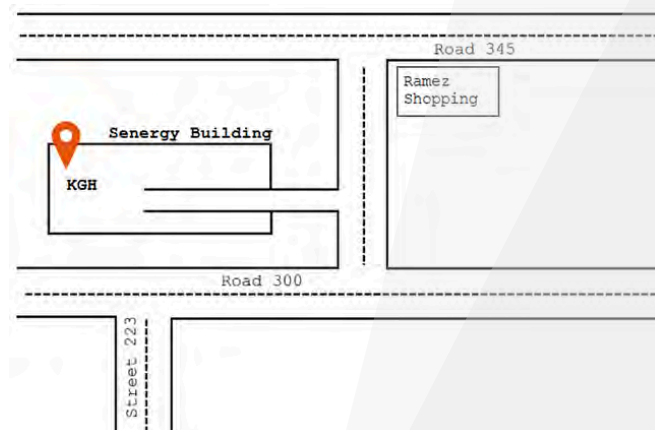 Road 345
Ramez
Shopping
Senergy Building
KGH
Road 300
Street 223